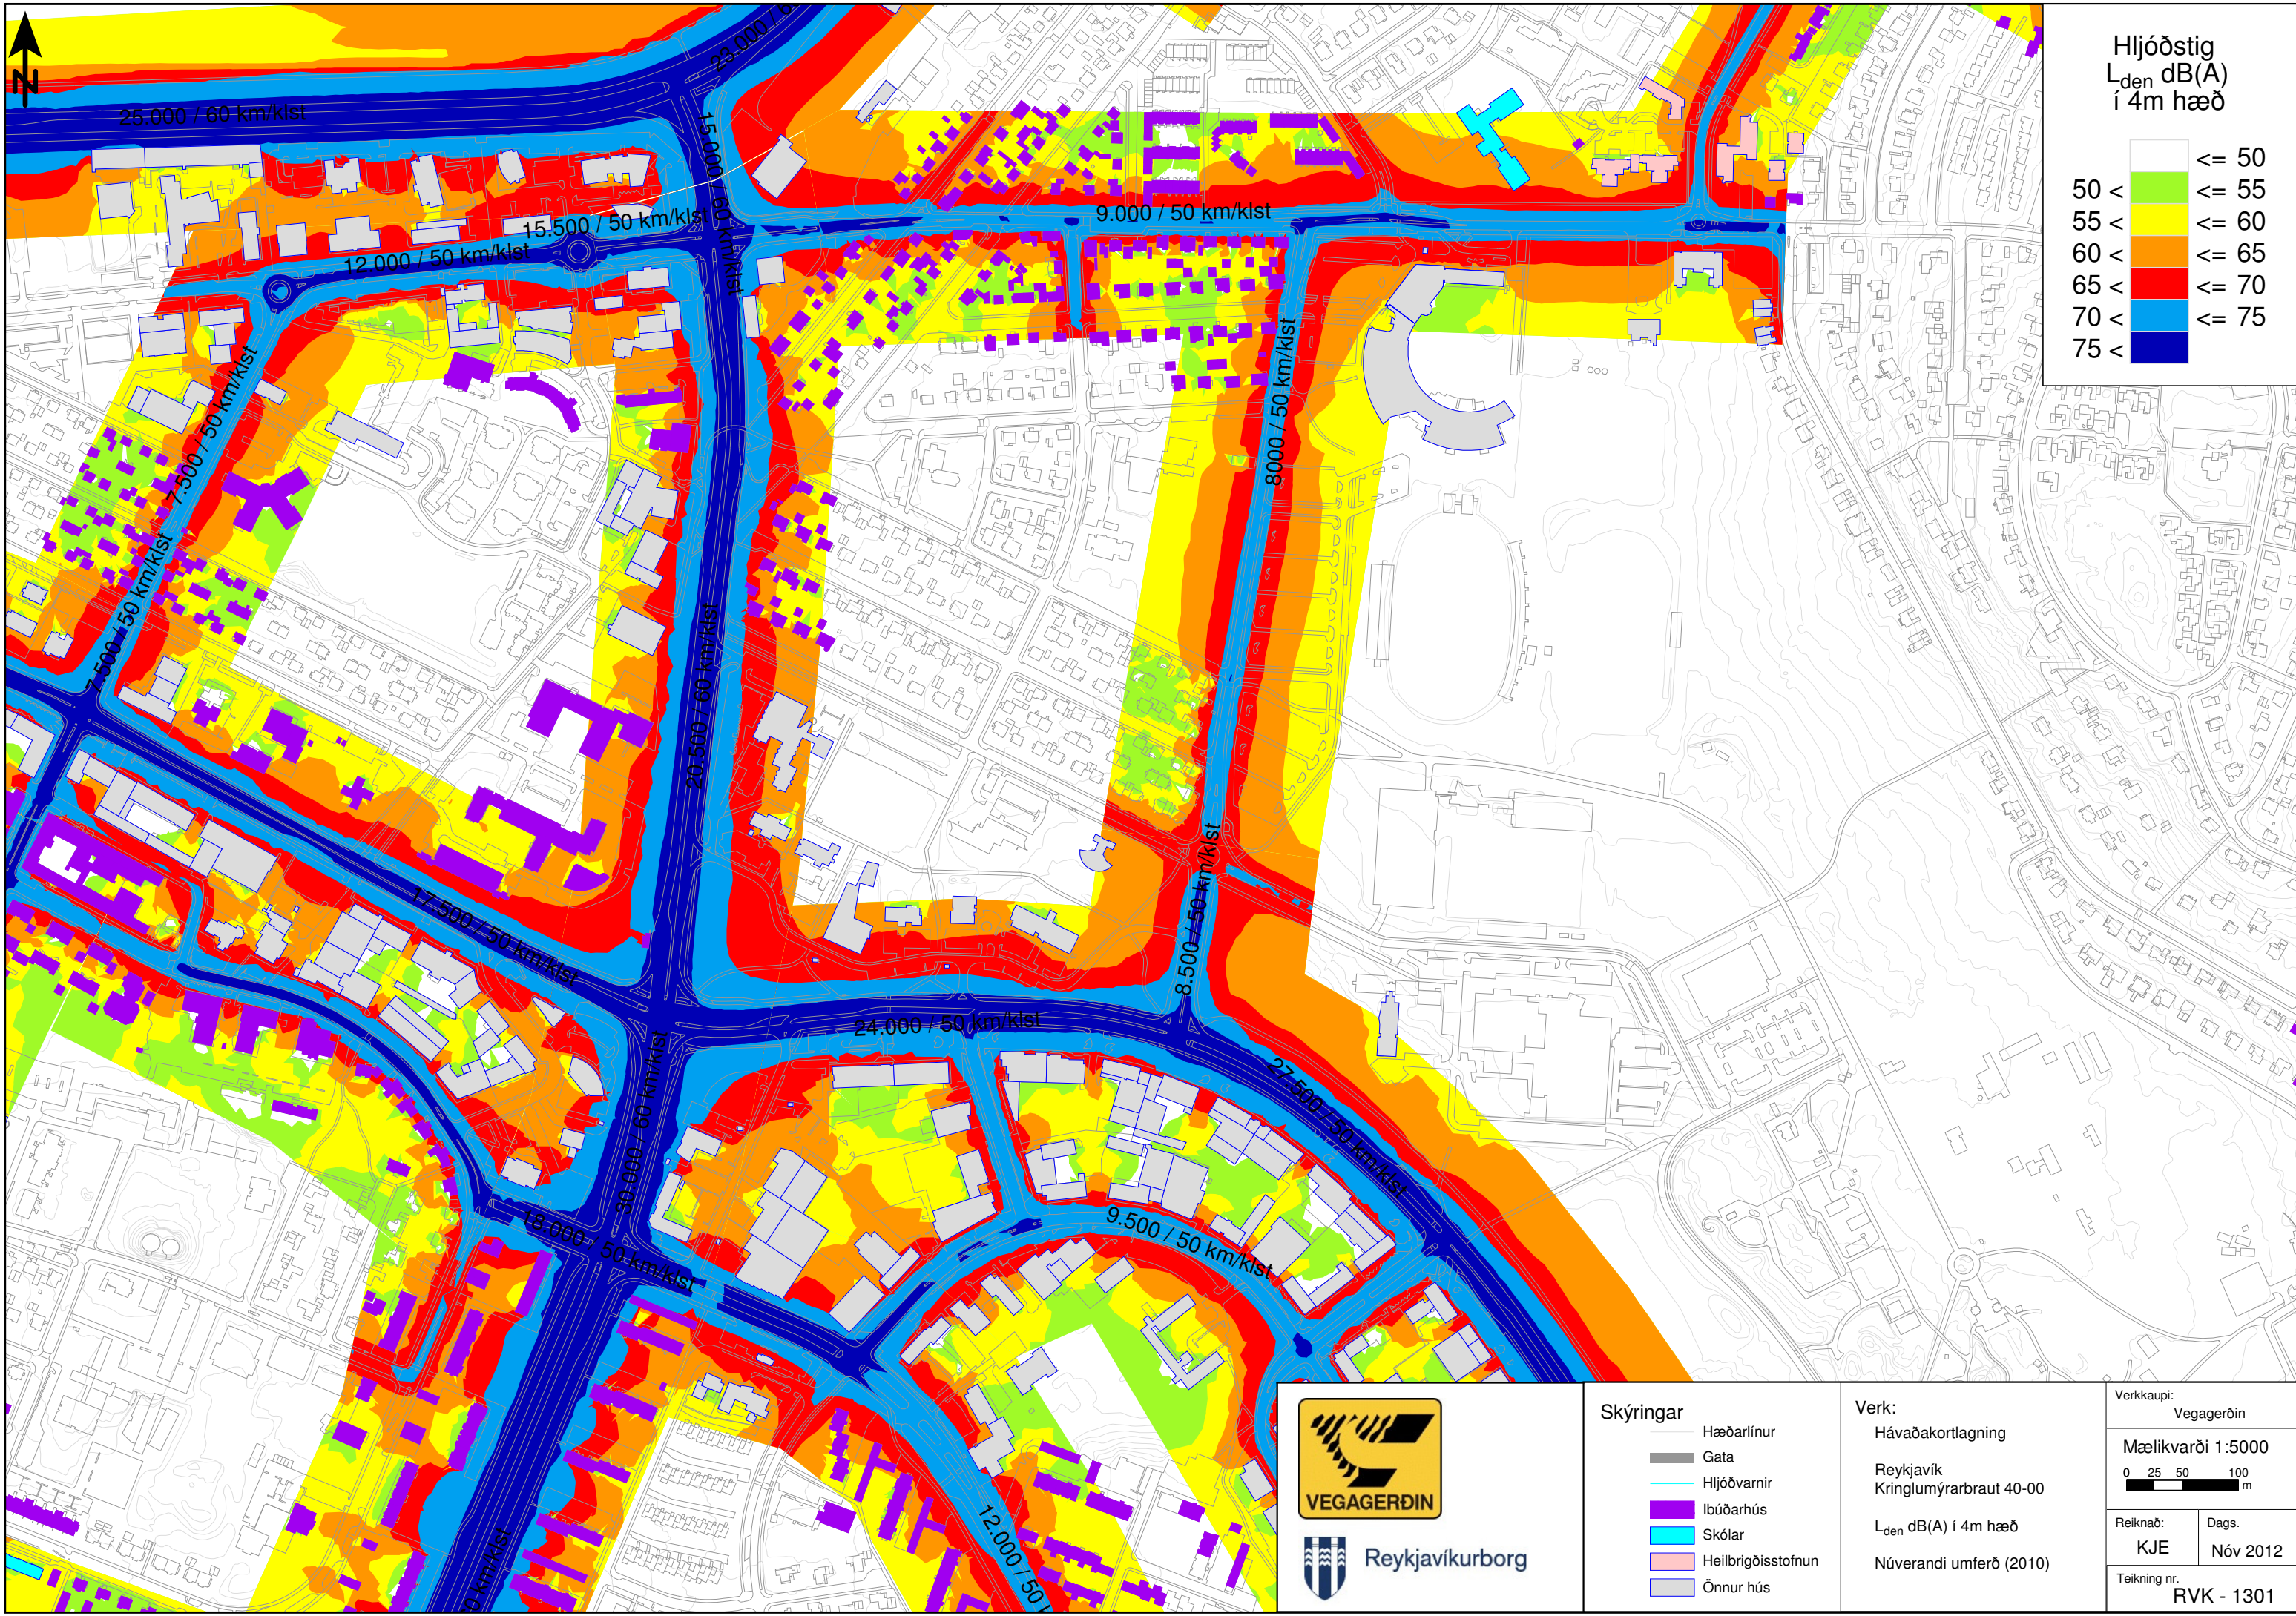 N
23.000 / 6
25.000 / 60 km/klst
15.000 / 60 km/klst
15.500 / 50 km/klst
12.000 / 50 km/klst
9.000 / 50 km/klst
8000 / 50 km/klst
7.500 / 50 km/klst
7.500 / 50 km/klst
20.500 / 60 km/klst
17.500 / 50 km/klst
8.500 / 50 km/klst
24.000 / 50 km/klst
27.500 / 50 km/klst
30.000 / 60 km/klst
18.000 / 50 km/klst
9.500 / 50 km/klst
12.000 / 50 k
0 km/klst
Hljóðstig
Lden dB(A)
í 4m hæð
<= 50
50 < <= 55
55 < <= 60
60 < <= 65
65 < <= 70
70 < <= 75
75 <
VEGAGERÐIN
Reykjavíkurborg
Skýringar
Hæðarlínur
Gata
Hljóðvarnir
Ibúðarhús
Skólar
Heilbrigðisstofnun
Önnur hús
Verk:
Hávaðakortlagning
Reykjavík
Kringlumýrarbraut 40-00
Lden dB(A) í 4m hæð
Núverandi umferð (2010)
Verkkaupi:
Vegagerðin
Mælikvarði 1:5000
0 25 50 100
m
Reiknað:
KJE
Dags.
Nóv 2012
Teikning nr.
RVK - 1301